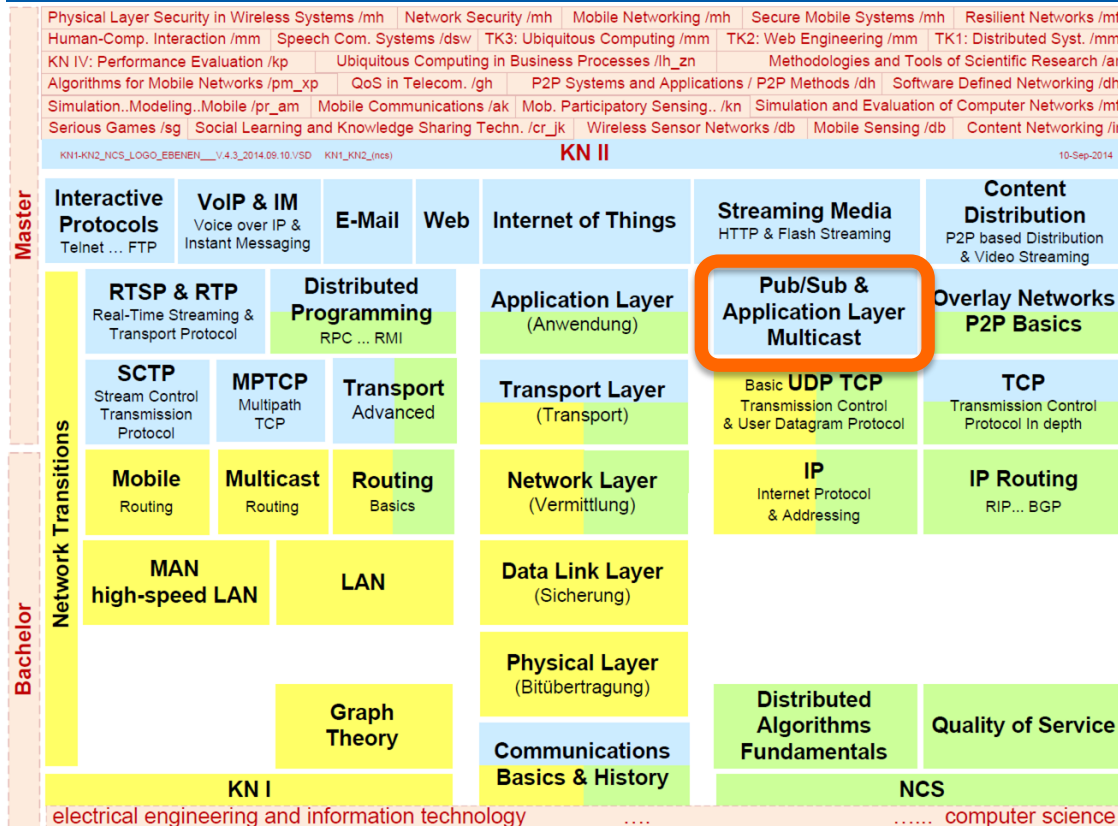 Physical Layer Security in Wireless Systems /mh Network Security /mh Mobile Networking /mh Secure Mobile Systems /mh Resilient Networks /mf
Human-Comp. Interaction /mm Speech Com. Systems /dsw TK3: Ubiquitous Computing /mm TK2: Web Engineering /mm TK1: Distributed Syst. /mm
KN IV: Performance Evaluation /kp Ubiquitous Computing in Business Processes /lh_zn Methodologies and Tools of Scientific Research /ar
Algorithms for Mobile Networks /pm_xp QoS in Telecom. /gh P2P Systems and Applications / P2P Methods /dh Software Defined Networking /dh
Simulation..Modeling..Mobile /pr_am Mobile Communications /ak Mob. Participatory Sensing.. /kn Simulation and Evaluation of Computer Networks /mf
Serious Games /sg Social Learning and Knowledge Sharing Techn. /cr_jk Wireless Sensor Networks /db Mobile Sensing /db Content Networking /ir
KN1-KN2_NCS_LOGO_EBENEN___V.4.3_2014.09.10.VSD KN1_KN2_(ncs) KN II 10-Sep-2014
Master
Interactive
Protocols
Telnet ... FTP
VoIP & IM
Voice over IP &
Instant Messaging
E-Mail
Web
Internet of Things
Streaming Media
HTTP & Flash Streaming
Content
Distribution
P2P based Distribution
& Video Streaming
Network Transitions
RTSP & RTP
Real-Time Streaming &
Transport Protocol
Distributed
Programming
RPC ... RMI
Application Layer
(Anwendung)
Pub/Sub &
Application Layer
Multicast
Overlay Networks
P2P Basics
SCTP
Stream Control
Transmission
Protocol
MPTCP
Multipath
TCP
Transport
Advanced
Transport Layer
(Transport)
Basic UDP TCP
Transmission Control
& User Datagram Protocol
TCP
Transmission Control
Protocol In depth
Bachelor
Mobile
Routing
Multicast
Routing
Routing
Basics
Network Layer
(Vermittlung)
IP
Internet Protocol
& Addressing
IP Routing
RIP... BGP
MAN
high-speed LAN
LAN
Data Link Layer
(Sicherung)
Physical Layer
(Bitübertragung)
Graph
Theory
Communications
Basics & History
Distributed
Algorithms
Fundamentals
Quality of Service
KN I
NCS
electrical engineering and information technology .... ...... computer science